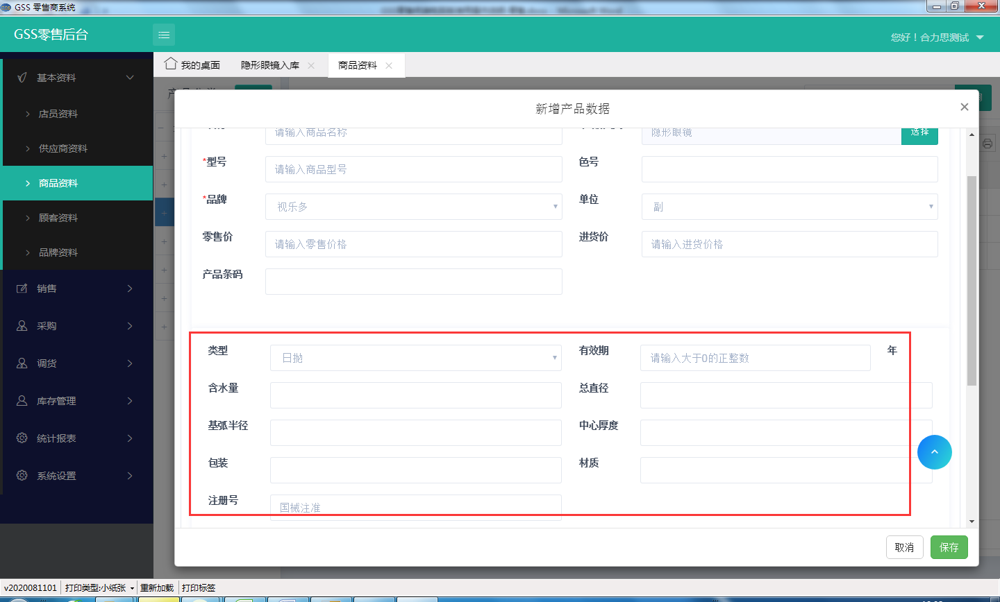 GSS 零售商系统
GSS零售后台
您好！合力思测试
我的桌面
隐形眼镜入库
商品资料
基本资料
店员资料
供应商资料
商品资料
顾客资料
品牌资料
销售
采购
调货
库存管理
统计报表
系统设置
新增产品数据
请输入商品名称
隐形眼镜
选择
*型号
请输入商品型号
色号
*品牌
视乐多
单位
副
零售价
请输入零售价格
进货价
请输入进货价格
产品条码
类型
日抛
有效期
请输入大于0的正整数
年
含水量
总直径
基弧半径
中心厚度
包装
材质
注册号
国械注准
取消
保存
v2020081101
打印类型:小纸张
重新加载
打印标签